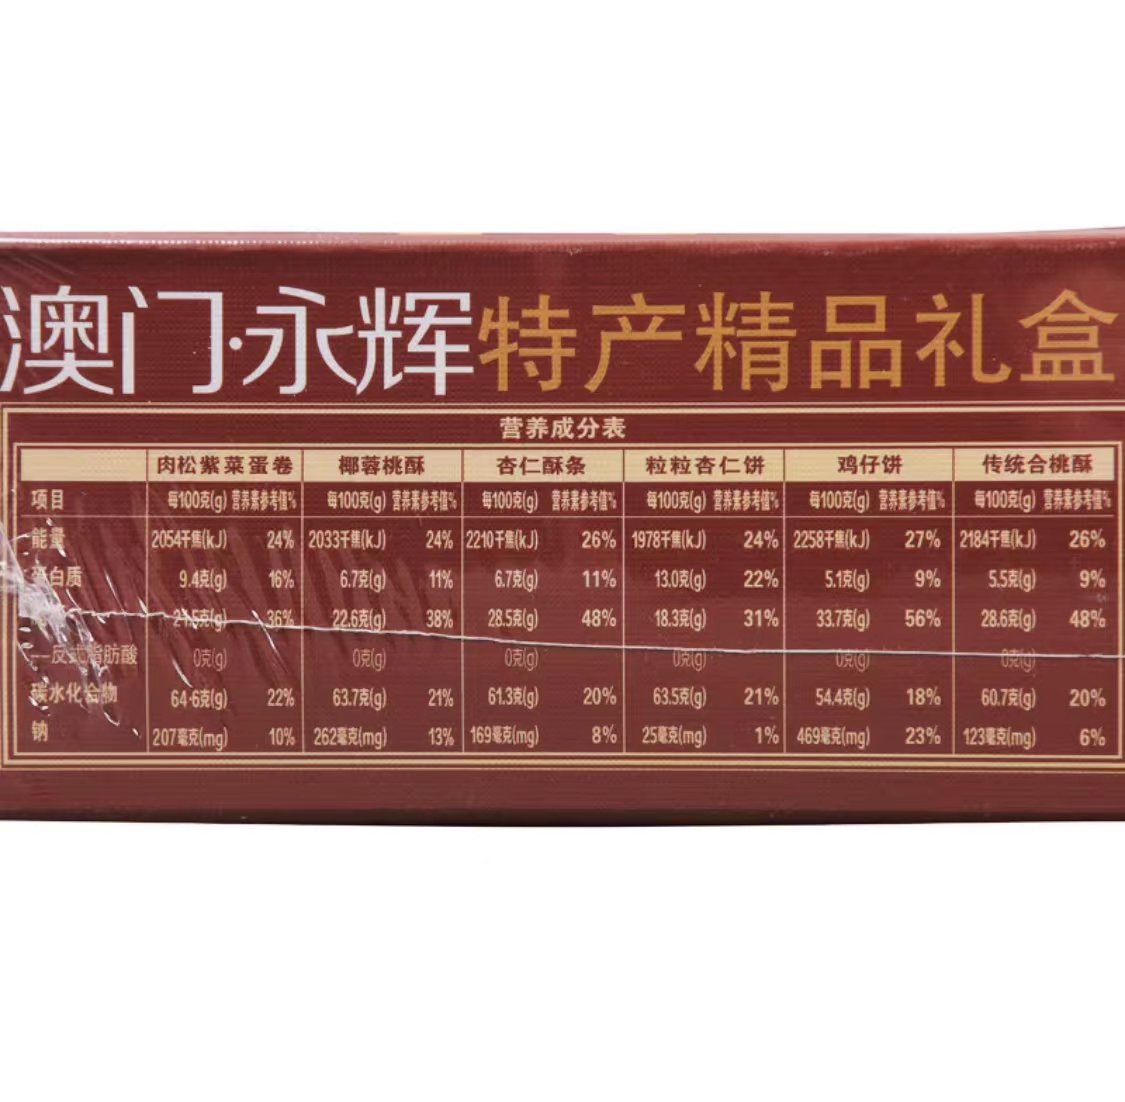 澳门·永辉特产精品礼盒
营养成分表
肉松紫菜蛋卷 椰蓉桃酥 杏仁酥条 粒粒杏仁饼 鸡仔饼 传统合桃酥
项目 每100克(g) 营养素参考值% 每100克(g) 营养素参考值% 每100克(g) 营养素参考值% 每100克(g) 营养素参考值% 每100克(g) 营养素参考值% 每100克(g) 营养素参考值%
能量 2054千焦(kJ) 24% 2033千焦(kJ) 24% 2210千焦(kJ) 26% 1978千焦(kJ) 24% 2258千焦(kJ) 27% 2184千焦(kJ) 26%
蛋白质 9.4克(g) 16% 6.7克(g) 11% 6.7克(g) 11% 13.0克(g) 22% 5.1克(g) 9% 5.5克(g) 9%
21.5克(g) 36% 22.6克(g) 38% 28.5克(g) 48% 18.3克(g) 31% 33.7克(g) 56% 28.6克(g) 48%
—反式脂肪酸 0克(g) 0克(g) 0克(g) 0克(g) 0克(g) 0克(g)
碳水化合物 64.6克(g) 22% 63.7克(g) 21% 61.3克(g) 20% 63.5克(g) 21% 54.4克(g) 18% 60.7克(g) 20%
钠 207毫克(mg) 10% 262毫克(mg) 13% 169毫克(mg) 8% 25毫克(mg) 1% 469毫克(mg) 23% 123毫克(mg) 6%